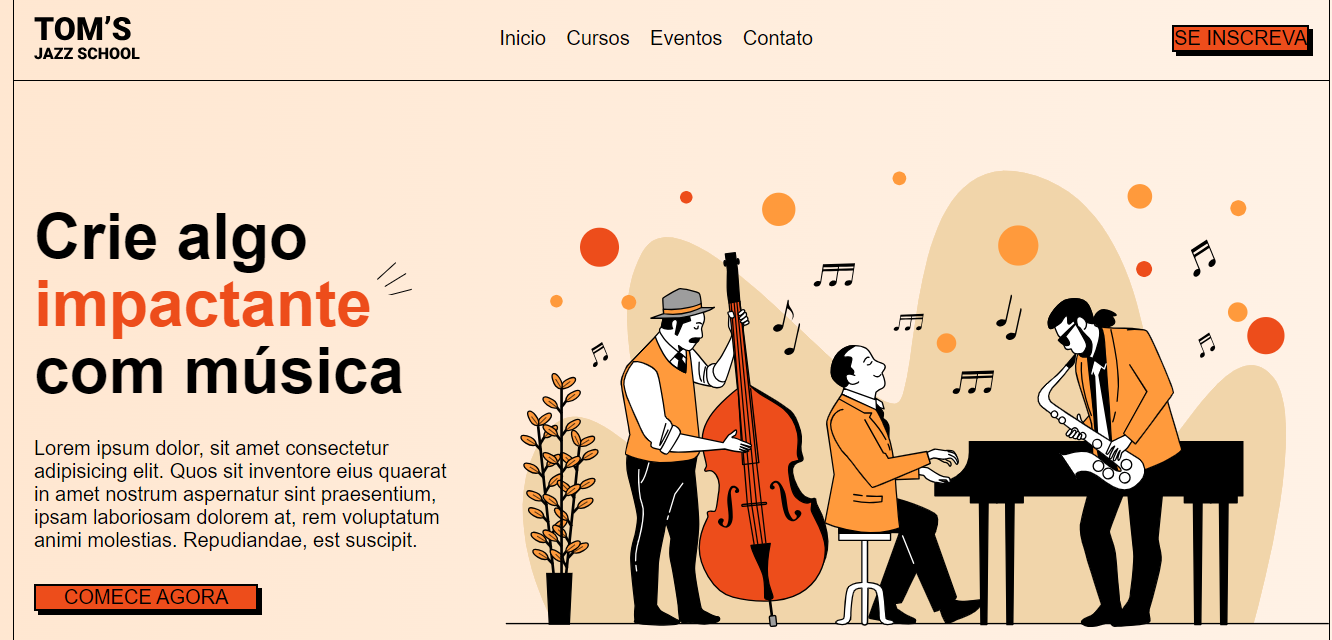 TOM’S
JAZZ SCHOOL
Inicio Cursos Eventos Contato
SE INSCREVA
Crie algo
impactante
com música
Lorem ipsum dolor, sit amet consectetur
adipisicing elit. Quos sit inventore eius quaerat
in amet nostrum aspernatur sint praesentium,
ipsam laboriosam dolorem at, rem voluptatum
animi molestias. Repudiandae, est suscipit.
COMECE AGORA